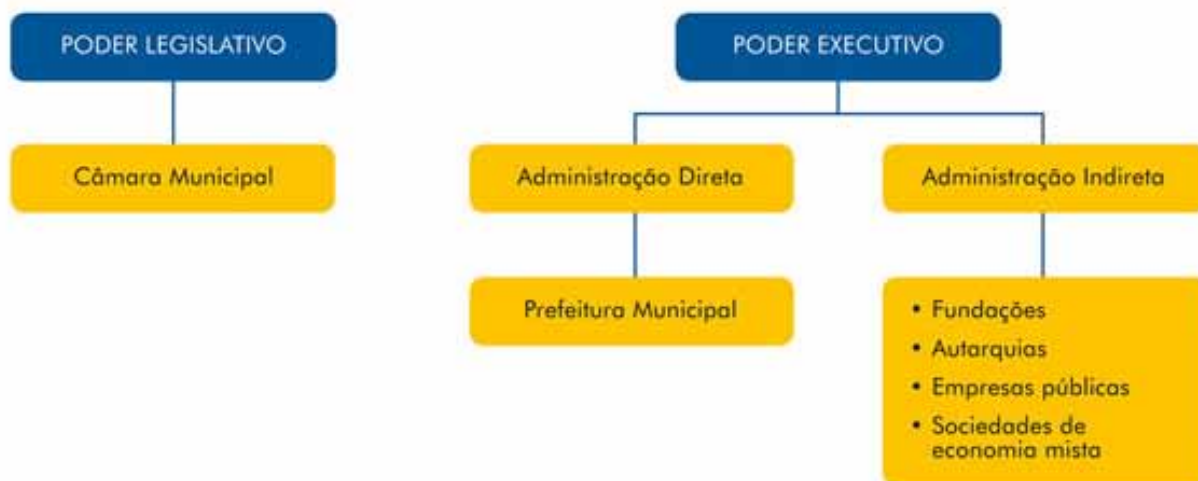 PODER LEGISLATIVO
Câmara Municipal
PODER EXECUTIVO
Administração Direta
Administração Indireta
Prefeitura Municipal
• Fundações
• Autarquias
• Empresas públicas
• Sociedades de
economia mista